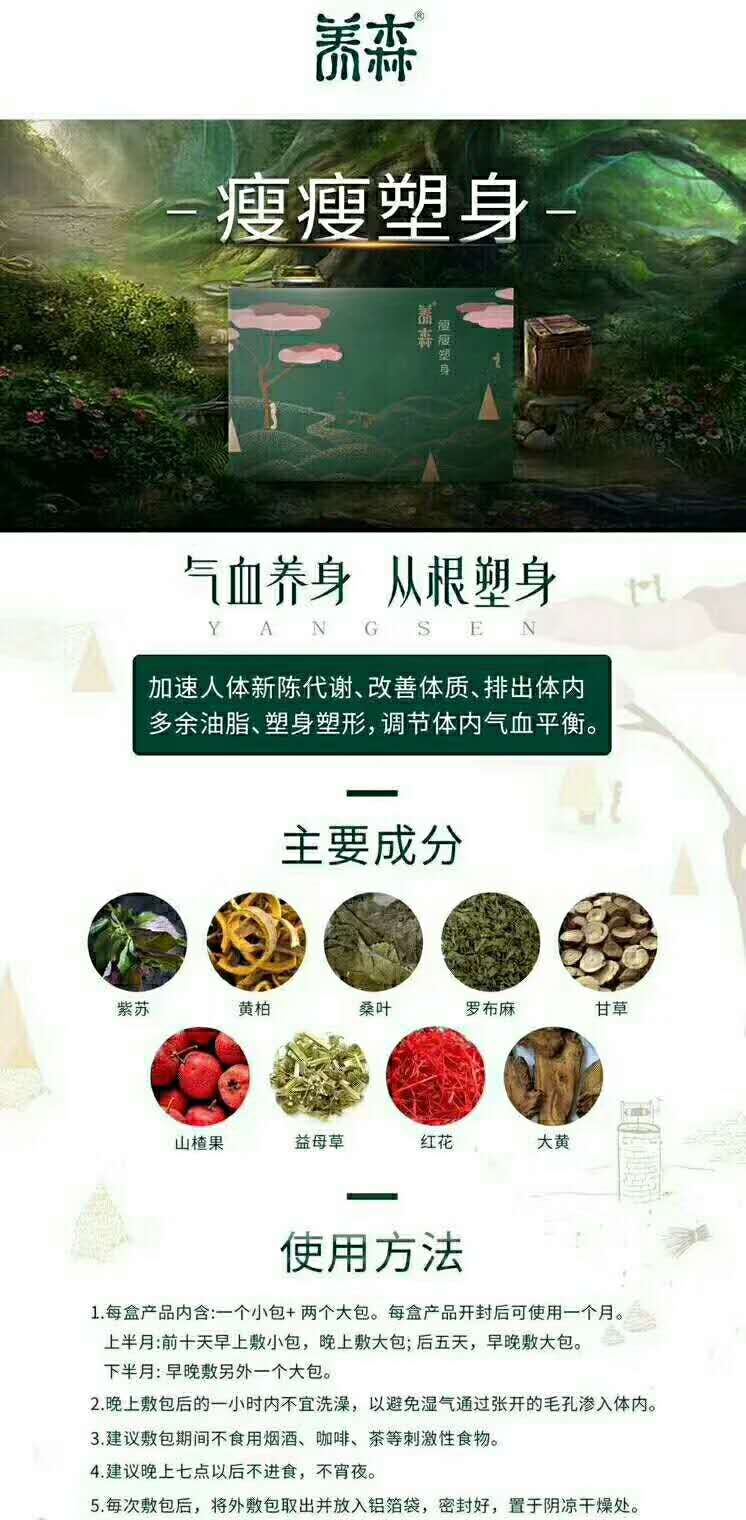 养森®
瘦瘦塑身
养森
瘦瘦塑身
气血养身 从根塑身
YANGSEN
加速人体新陈代谢、改善体质、排出体内
多余油脂、塑身塑形，调节体内气血平衡。
主要成分
紫苏 黄柏 桑叶 罗布麻 甘草
山楂果 益母草 红花 大黄
使用方法
1.每盒产品内含:一个小包+ 两个大包。每盒产品开封后可使用一个月。
上半月:前十天早上敷小包，晚上敷大包; 后五天，早晚敷大包。
下半月: 早晚敷另外一个大包。
2.晚上敷包后的一小时内不宜洗澡，以避免湿气通过张开的毛孔渗入体内。
3.建议敷包期间不食用烟酒、咖啡、茶等刺激性食物。
4.建议晚上七点以后不进食，不宵夜。
5.每次敷包后，将外敷包取出并放入铝箔袋，密封好，置于阴凉干燥处。